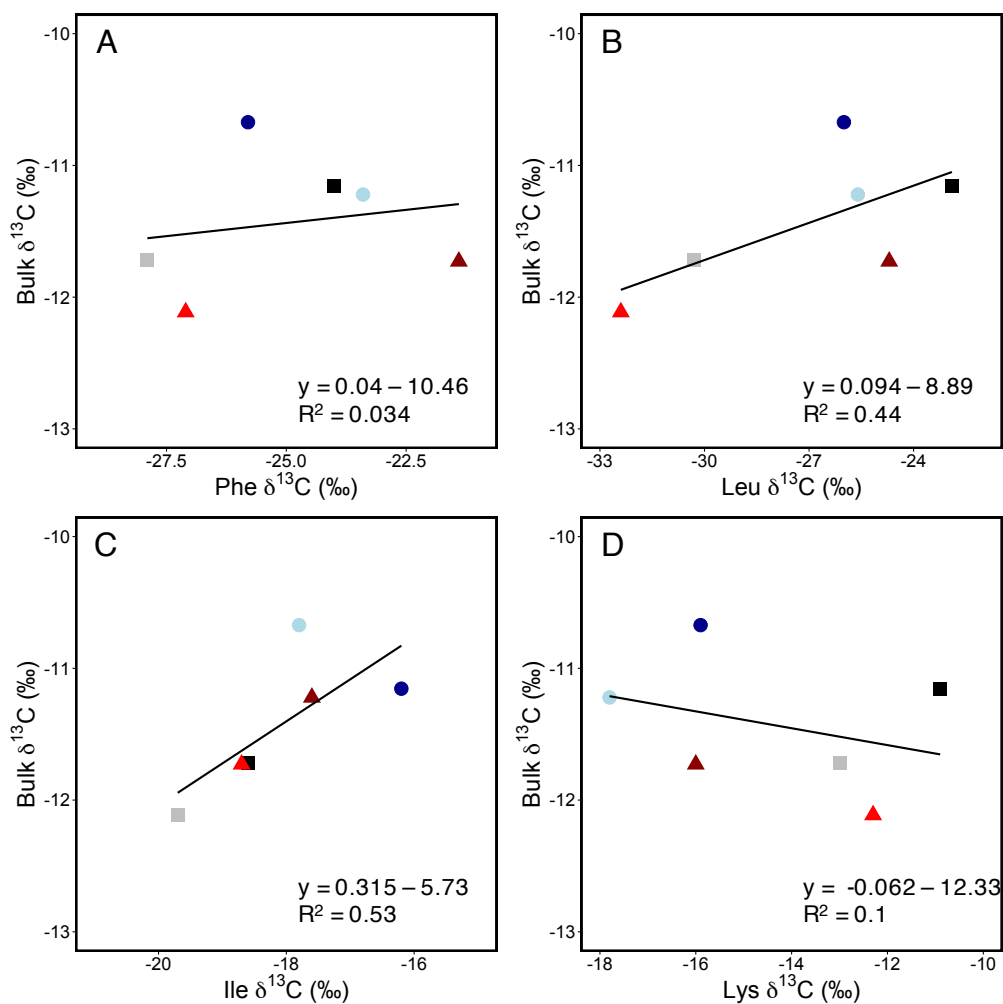 A
-10
-11
-12
-13
Bulk δ¹³C (‰)
y = 0.04 – 10.46
R² = 0.034
-27.5
-25.0
-22.5
Phe δ¹³C (‰)
B
-10
-11
-12
-13
Bulk δ¹³C (‰)
y = 0.094 – 8.89
R² = 0.44
-33
-30
-27
-24
Leu δ¹³C (‰)
C
-10
-11
-12
-13
Bulk δ¹³C (‰)
y = 0.315 – 5.73
R² = 0.53
-20
-18
-16
Ile δ¹³C (‰)
D
-10
-11
-12
-13
Bulk δ¹³C (‰)
y = -0.062 – 12.33
R² = 0.1
-18
-16
-14
-12
-10
Lys δ¹³C (‰)